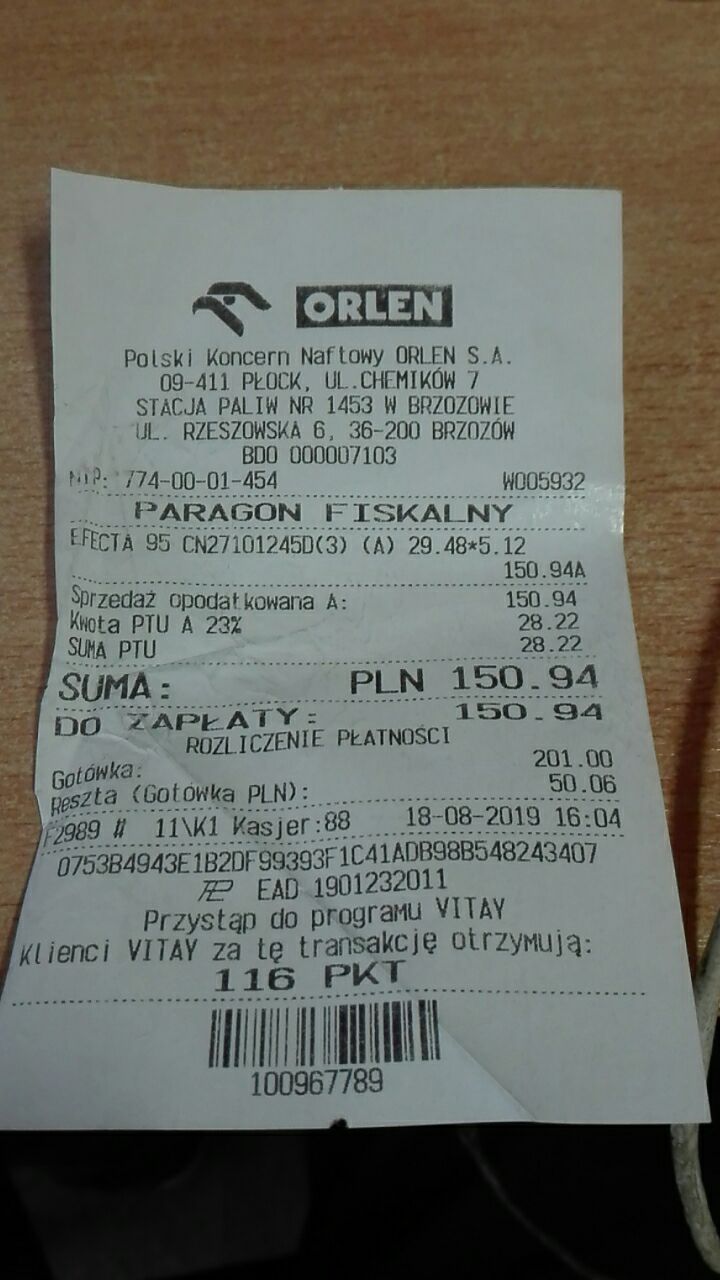 ORLEN
Polski Koncern Naftowy ORLEN S.A.
09-411 PŁOCK, UL.CHEMIKÓW 7
STACJA PALIW NR 1453 W BRZOZOWIE
UL. RZESZOWSKA 6, 36-200 BRZOZÓW
BDO 000007103
NIP: 774-00-01-454 W005932
PARAGON FISKALNY
EFECTA 95 CN27101245D(3) (A) 29.48*5.12
150.94A
Sprzedaż opodatkowana A: 150.94
Kwota PTU A 23% 28.22
SUMA PTU 28.22
SUMA: PLN 150.94
DO ZAPŁATY: 150.94
ROZLICZENIE PŁATNOŚCI
Gotówka: 201.00
Reszta (Gotówka PLN): 50.06
F2989 # 11\K1 Kasjer:88 18-08-2019 16:04
0753B4943E1B2DF99393F1C41ADB98B548243407
EAD 1901232011
Przystąp do programu VITAY
Klienci VITAY za tę transakcję otrzymują:
116 PKT
100967789